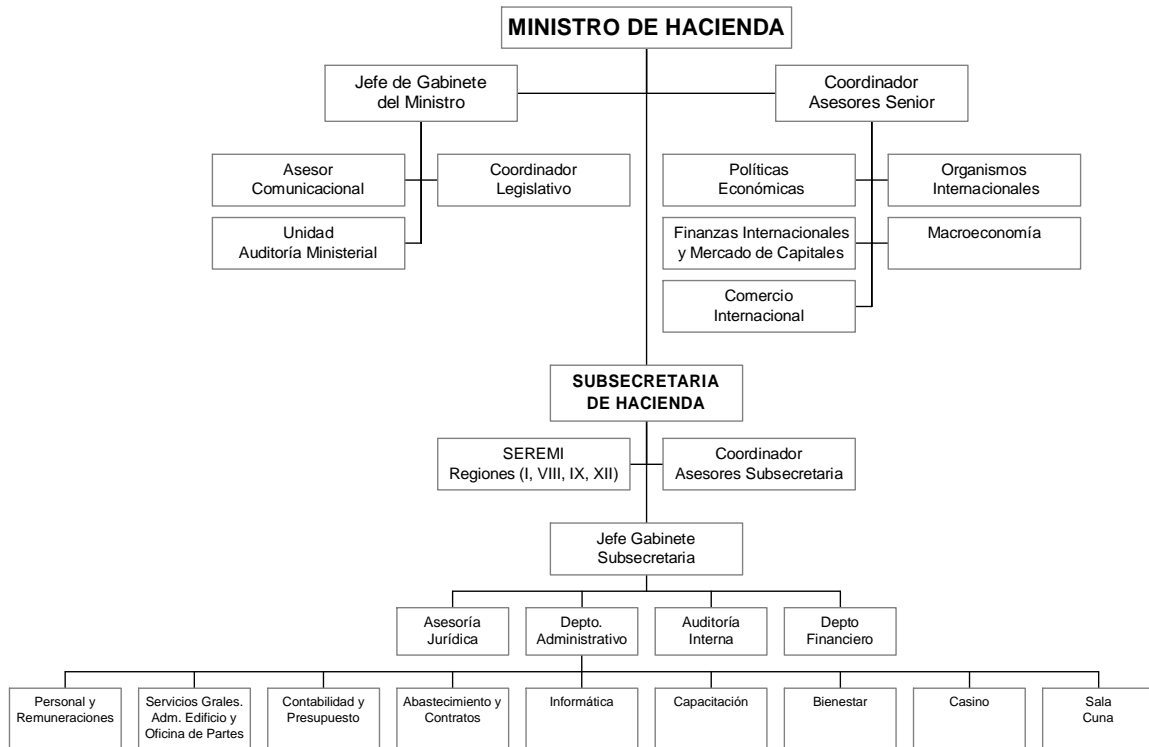 MINISTRO DE HACIENDA
Jefe de Gabinete
del Ministro
Coordinador
Asesores Senior
Asesor
Comunicacional
Coordinador
Legislativo
Unidad
Auditoría Ministerial
Políticas
Económicas
Organismos
Internacionales
Finanzas Internacionales
y Mercado de Capitales
Macroeconomía
Comercio
Internacional
SUBSECRETARIA
DE HACIENDA
SEREMI
Regiones (I, VIII, IX, XII)
Coordinador
Asesores Subsecretaria
Jefe Gabinete
Subsecretaria
Asesoría
Jurídica
Depto.
Administrativo
Auditoría
Interna
Depto
Financiero
Personal y
Remuneraciones
Servicios Grales.
Adm. Edificio y
Oficina de Partes
Contabilidad y
Presupuesto
Abastecimiento y
Contratos
Informática
Capacitación
Bienestar
Casino
Sala
Cuna